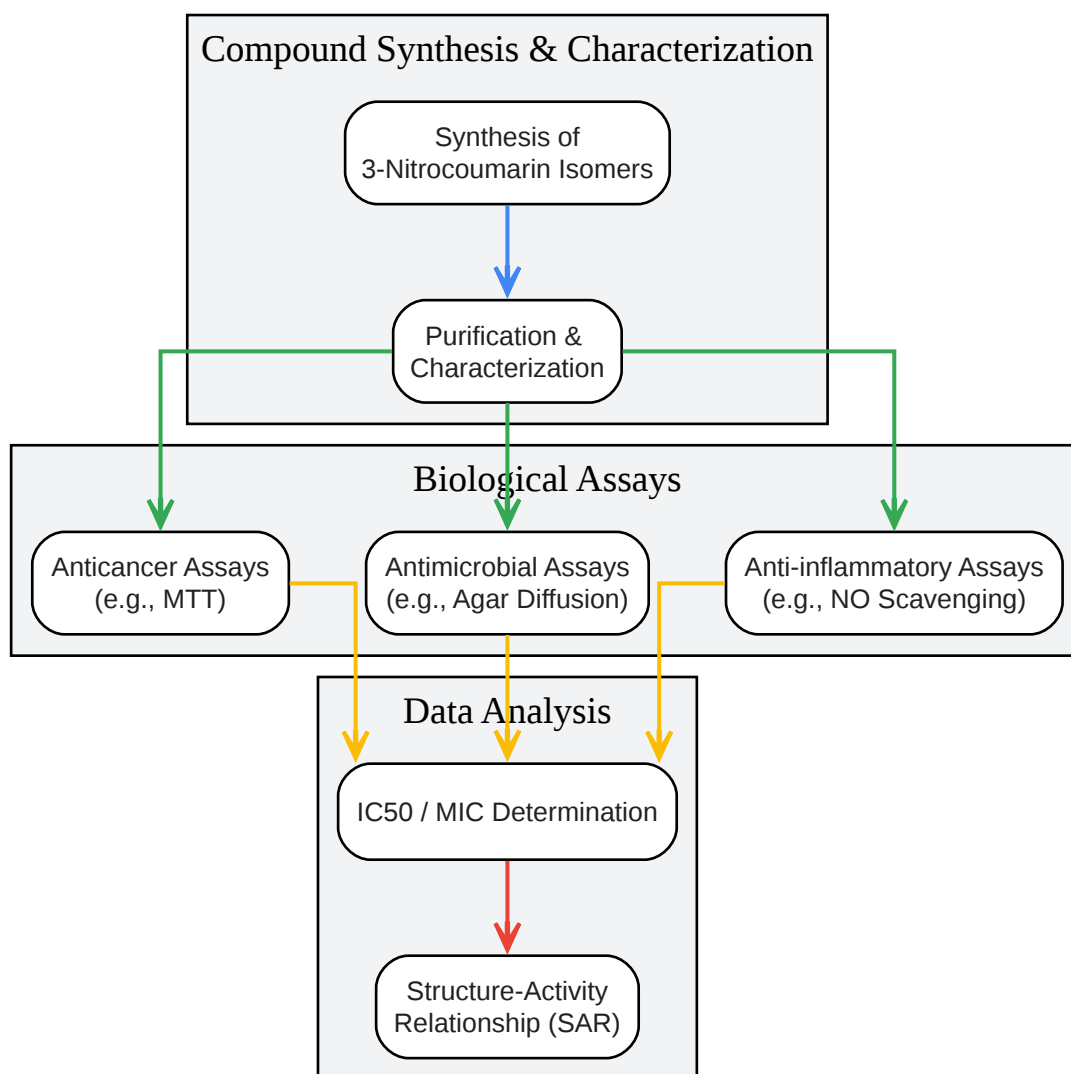 Compound Synthesis & Characterization
Synthesis of
3-Nitrocoumarin Isomers
Purification &
Characterization
Biological Assays
Anticancer Assays
(e.g., MTT)
Antimicrobial Assays
(e.g., Agar Diffusion)
Anti-inflammatory Assays
(e.g., NO Scavenging)
Data Analysis
IC50 / MIC Determination
Structure-Activity
Relationship (SAR)